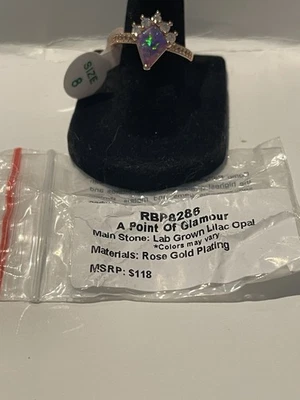 SIZE
8
RBP8286
A Point Of Glamour
Main Stone: Lab Grown Lilac Opal
*Colors may vary
Materials: Rose Gold Plating
MSRP: $118